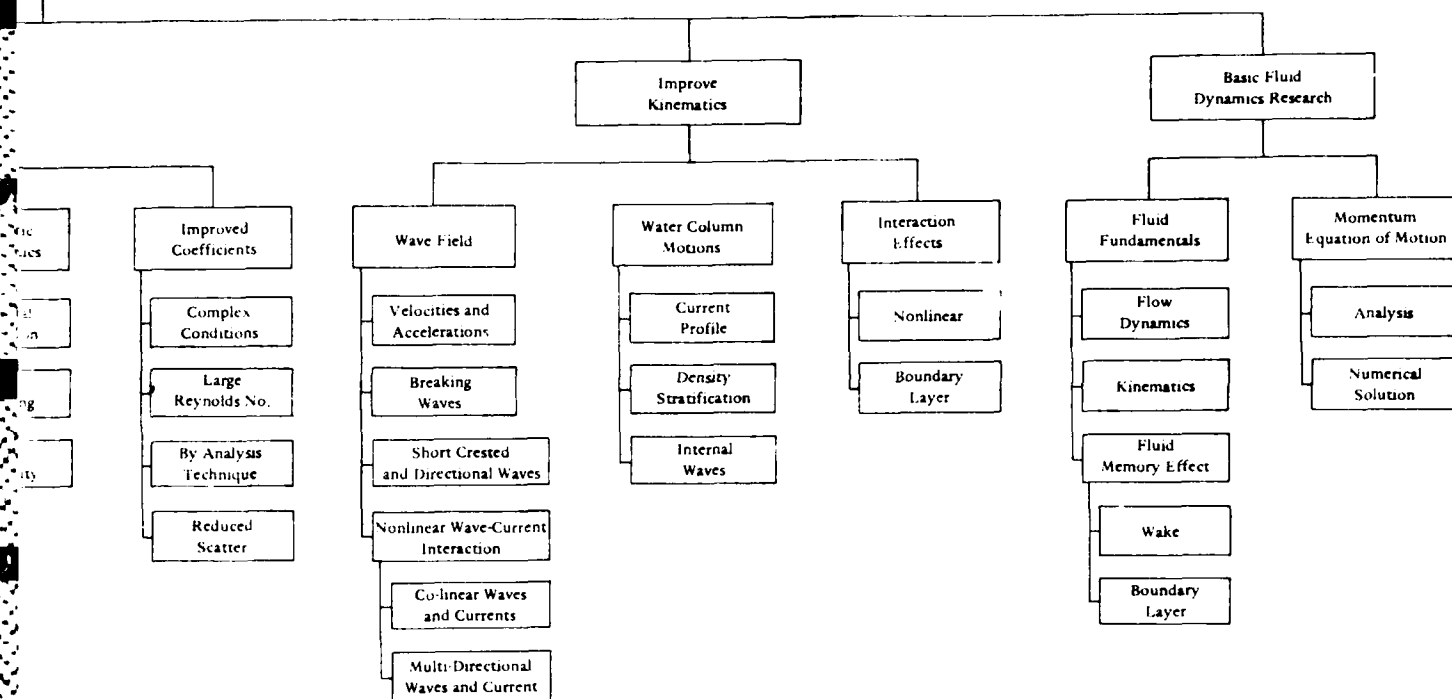 Improve
Kinematics
Basic Fluid
Dynamics Research
Improved
Coefficients
Complex
Conditions
Large
Reynolds No.
By Analysis
Technique
Reduced
Scatter
Wave Field
Velocities and
Accelerations
Breaking
Waves
Short Crested
and Directional Waves
Nonlinear Wave-Current
Interaction
Co-linear Waves
and Currents
Multi-Directional
Waves and Current
Water Column
Motions
Current
Profile
Density
Stratification
Internal
Waves
Interaction
Effects
Nonlinear
Boundary
Layer
Fluid
Fundamentals
Flow
Dynamics
Kinematics
Fluid
Memory Effect
Wake
Boundary
Layer
Momentum
Equation of Motion
Analysis
Numerical
Solution